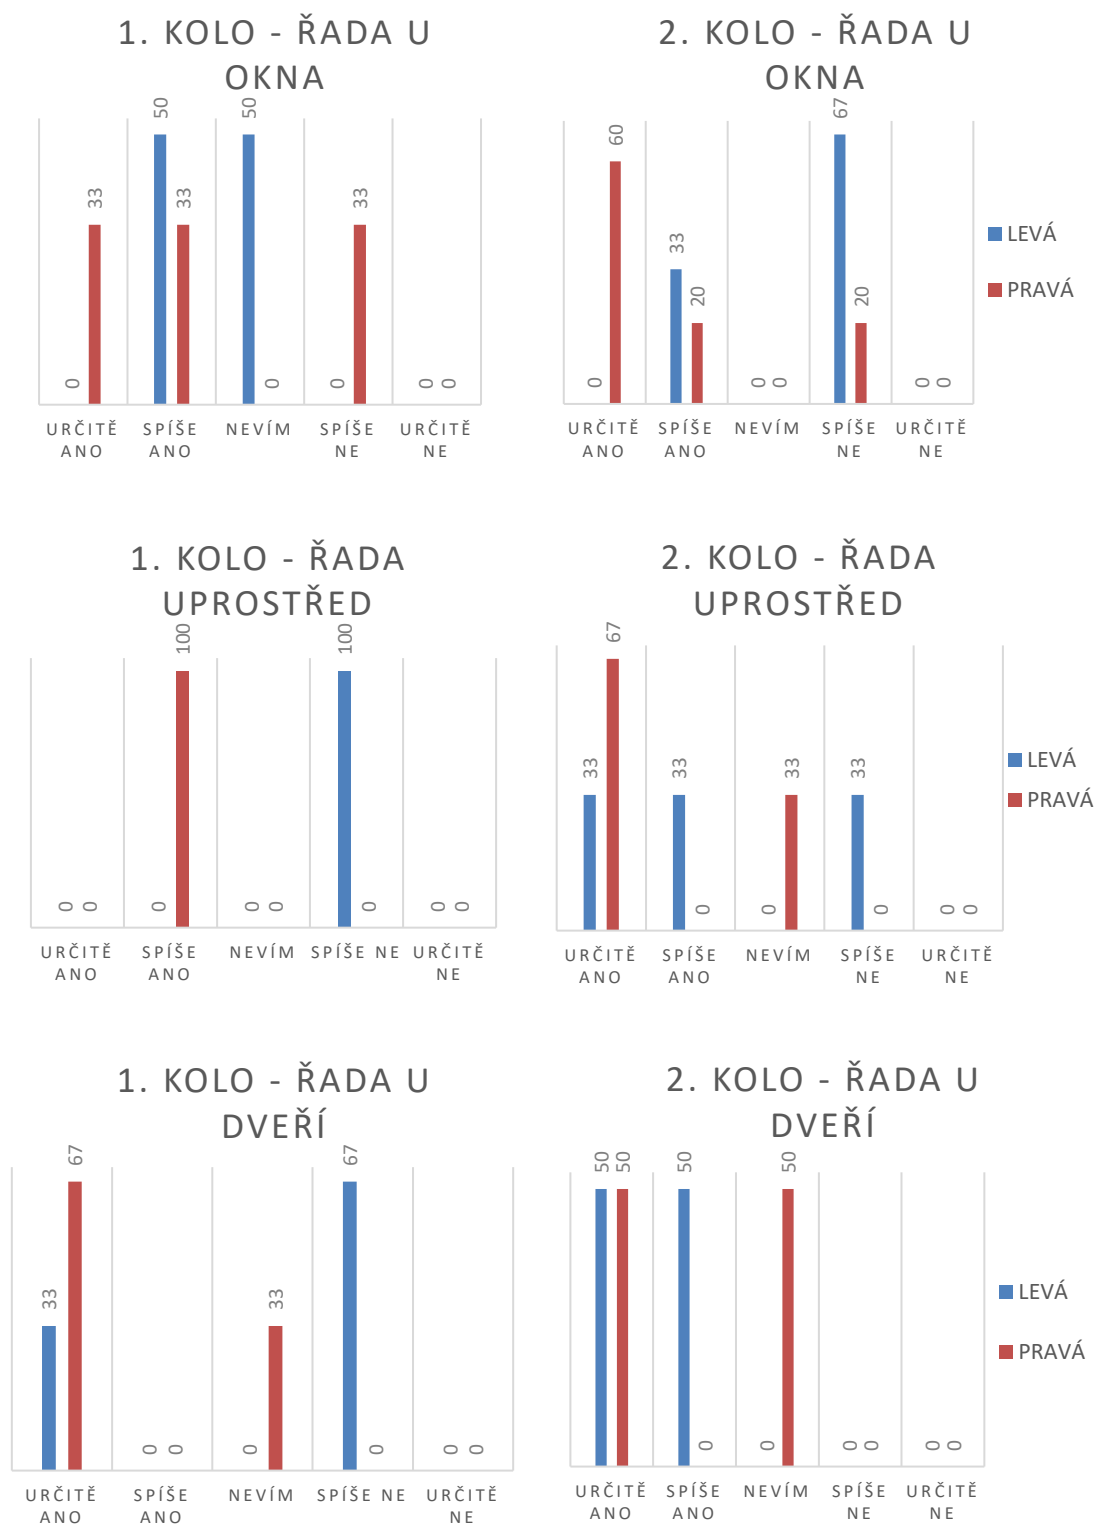 1. KOLO - ŘADA U
OKNA
50
50
33
33
33
0
0
0
0 0
URČITĚ
ANO
SPÍŠE
ANO
NEVÍM
SPÍŠE
NE
URČITĚ
NE
2. KOLO - ŘADA U
OKNA
67
60
33
20
20
0
0 0
0 0
URČITĚ
ANO
SPÍŠE
ANO
NEVÍM
SPÍŠE
NE
URČITĚ
NE
LEVÁ
PRAVÁ
1. KOLO - ŘADA
UPROSTŘED
100
100
0 0
0
0 0
0
0 0
URČITĚ
ANO
SPÍŠE
ANO
NEVÍM
SPÍŠE NE
URČITĚ
NE
2. KOLO - ŘADA
UPROSTŘED
67
33
33
33
33
0
0
0
0 0
URČITĚ
ANO
SPÍŠE
ANO
NEVÍM
SPÍŠE
NE
URČITĚ
NE
LEVÁ
PRAVÁ
1. KOLO - ŘADA U
DVEŘÍ
67
67
33
33
0 0
0
0
0 0
URČITĚ
ANO
SPÍŠE
ANO
NEVÍM
SPÍŠE NE
URČITĚ
NE
2. KOLO - ŘADA U
DVEŘÍ
50 50
50
50
0
0
0 0
0 0
URČITĚ
ANO
SPÍŠE
ANO
NEVÍM
SPÍŠE
NE
URČITĚ
NE
LEVÁ
PRAVÁ